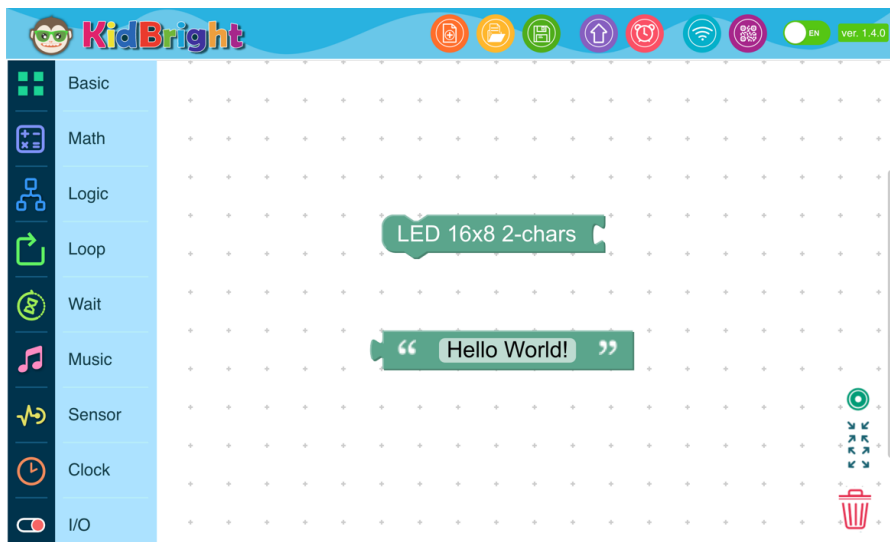 KidBright
EN
ver. 1.4.0
Basic
Math
Logic
Loop
Wait
Music
Sensor
Clock
I/O
LED 16x8 2-chars
“ Hello World! ”